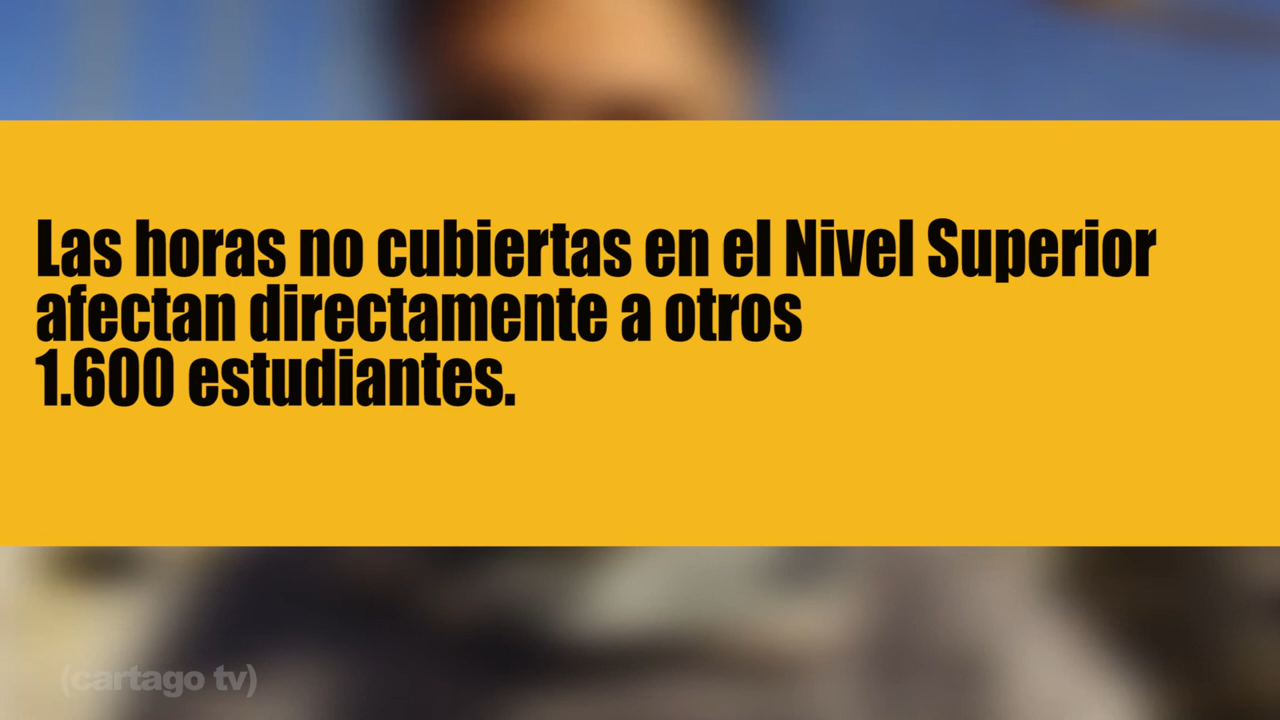 Las horas no cubiertas en el Nivel Superior
afectan directamente a otros
1.600 estudiantes.
(cartago tv)